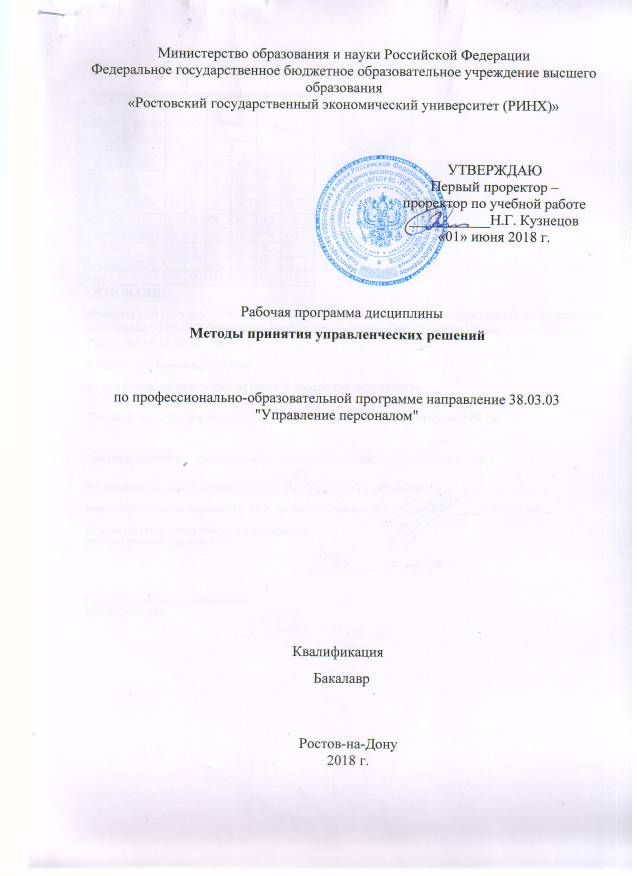 Министерство образования и науки Российской Федерации
Федеральное государственное бюджетное образовательное учреждение высшего
образования
«Ростовский государственный экономический университет (РИНХ)»
УТВЕРЖДАЮ
Первый проректор –
проректор по учебной работе
Н.Г. Кузнецов
«01» июня 2018 г.
Рабочая программа дисциплины
Методы принятия управленческих решений
по профессионально-образовательной программе направление 38.03.03
"Управление персоналом"
Квалификация
Бакалавр
Ростов-на-Дону
2018 г.